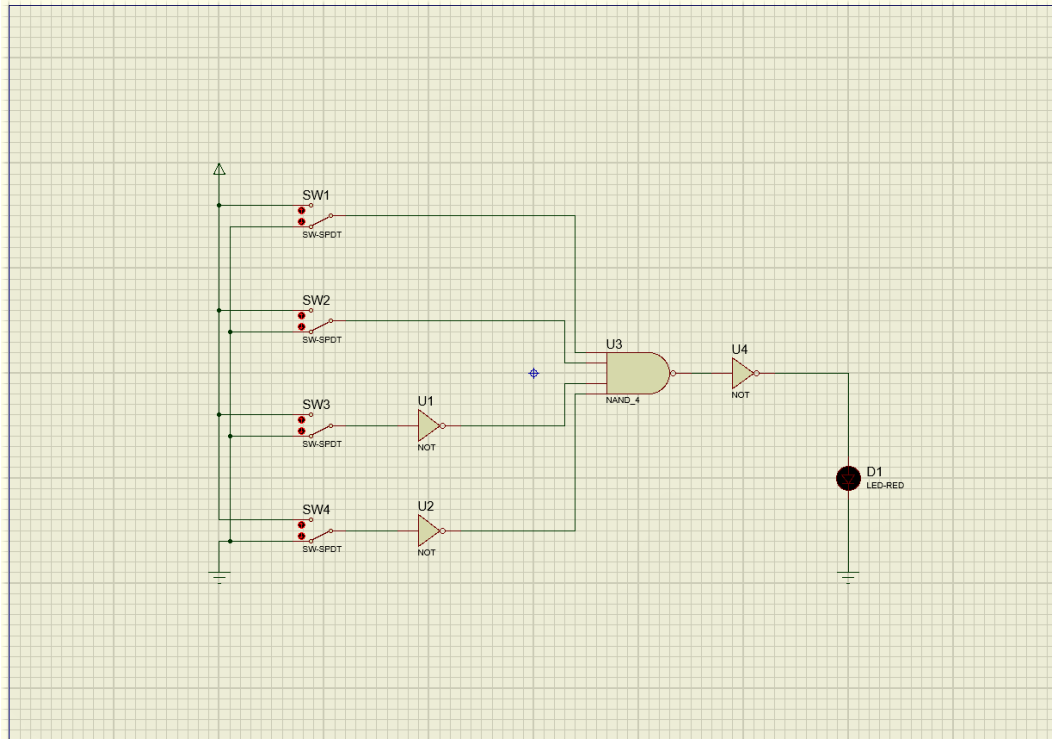 SW1
SW-SPDT
SW2
SW-SPDT
SW3
SW-SPDT
U1
NOT
SW4
SW-SPDT
U2
NOT
U3
NAND_4
U4
NOT
D1
LED-RED